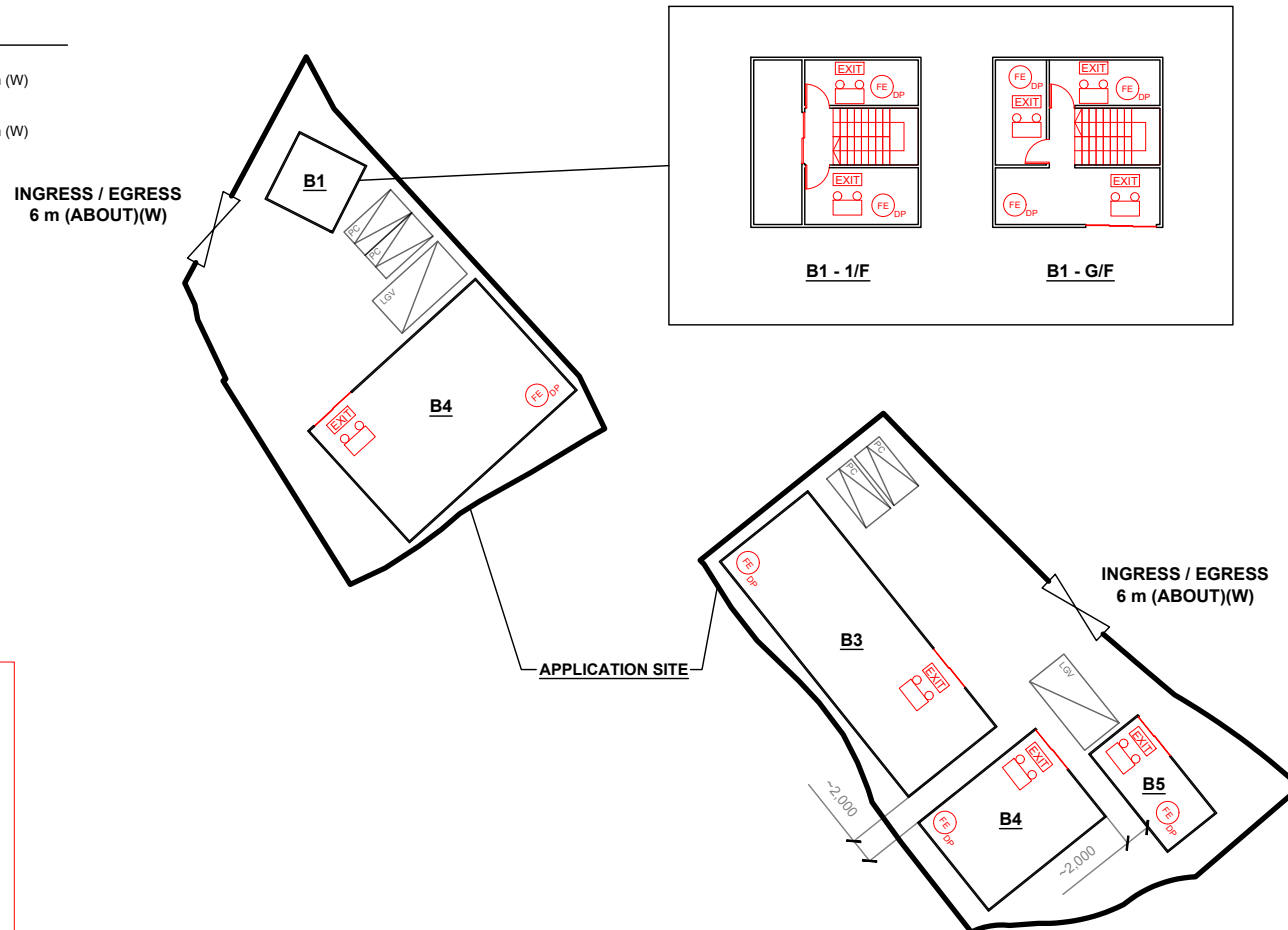 (W)
(W)
INGRESS / EGRESS
6 m (ABOUT)(W)
B1
PC
PC
LGV
B4
EXIT
FE
DP
EXIT
FE
DP
EXIT
FE
DP
B1 - 1/F
FE
DP
EXIT
EXIT
FE
DP
FE
DP
EXIT
B1 - G/F
APPLICATION SITE
PC
PC
INGRESS / EGRESS
6 m (ABOUT)(W)
FE
DP
B3
EXIT
LGV
EXIT
FE
DP
B4
EXIT
B5
FE
DP
~2,000
~2,000